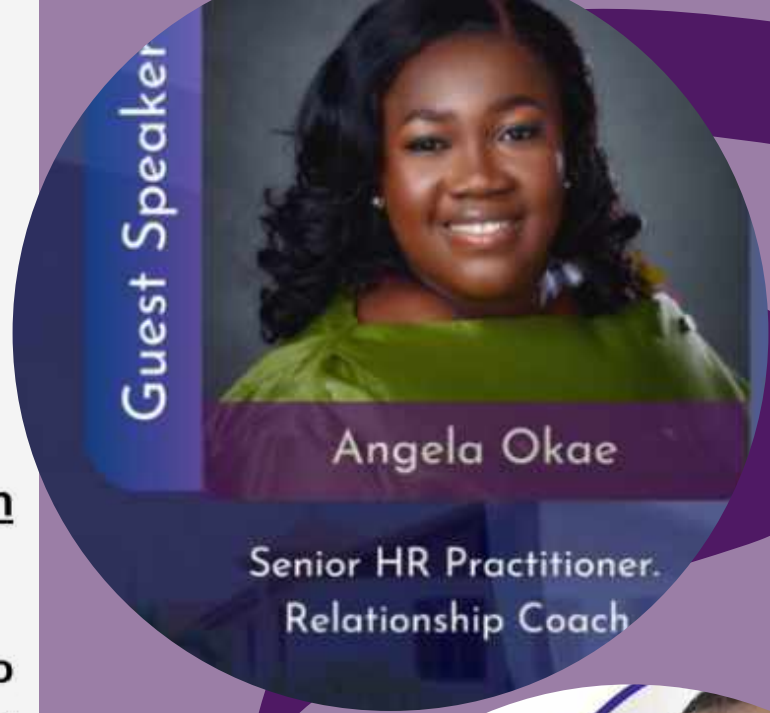 Guest Speaker
Angela Okae
Senior HR Practitioner.
Relationship Coach